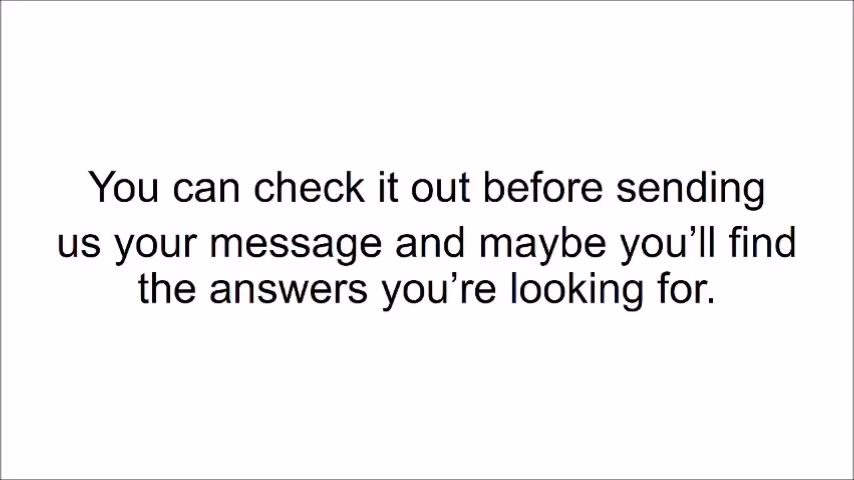 You can check it out before sending
us your message and maybe you’ll find
the answers you’re looking for.